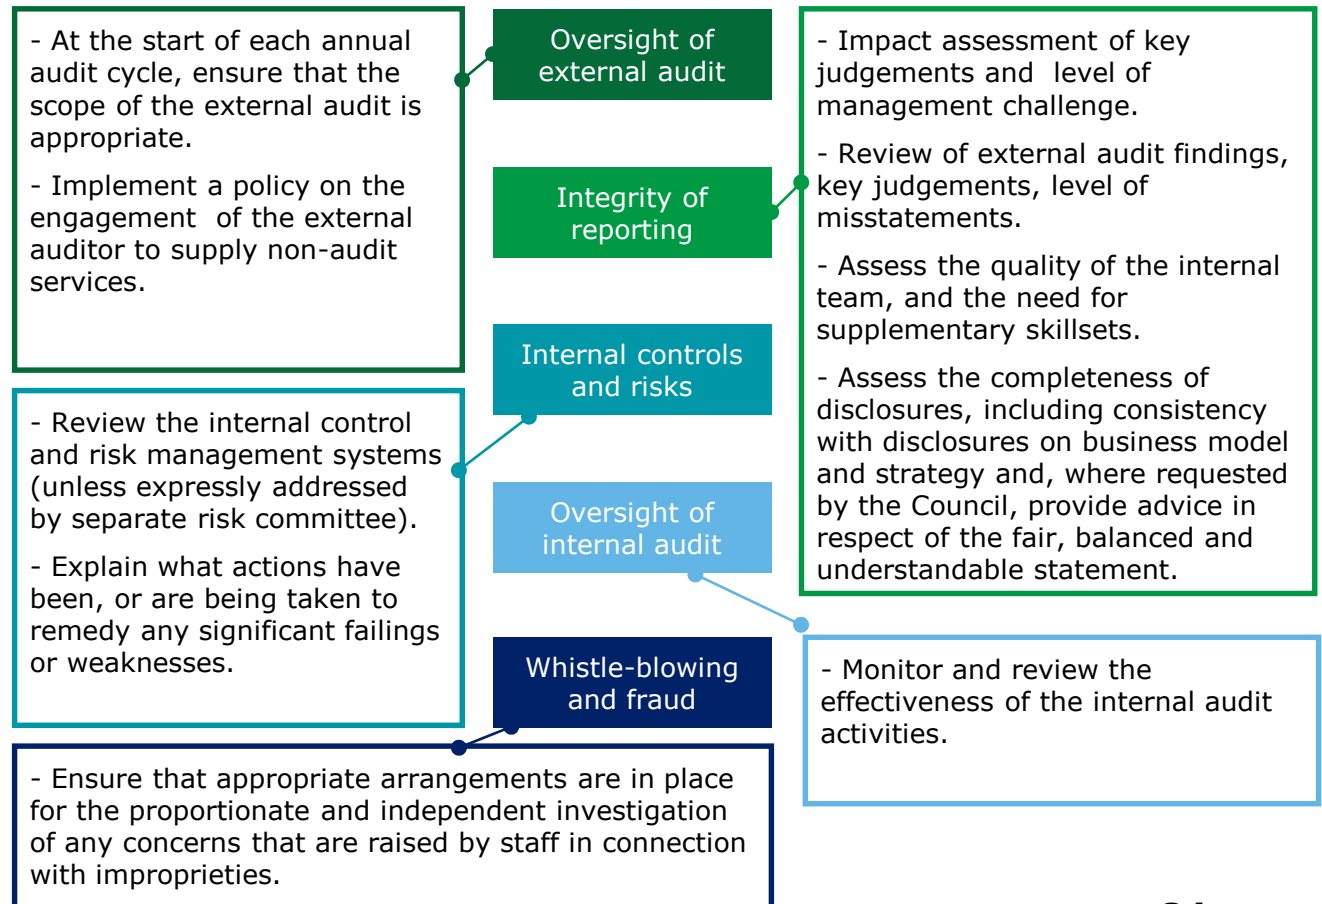 - At the start of each annual
audit cycle, ensure that the
scope of the external audit is
appropriate.
- Implement a policy on the
engagement  of the external
auditor to supply non-audit
services.
Oversight of
external audit
Integrity of
reporting
- Impact assessment of key
judgements and  level of
management challenge.
- Review of external audit findings,
key judgements, level of
misstatements.
- Assess the quality of the internal
team, and the need for
supplementary skillsets.
- Assess the completeness of
disclosures, including consistency
with disclosures on business model
and strategy and, where requested
by the Council, provide advice in
respect of the fair, balanced and
understandable statement.
Internal controls
and risks
- Review the internal control
and risk management systems
(unless expressly addressed
by separate risk committee).
- Explain what actions have
been, or are being taken to
remedy any significant failings
or weaknesses.
Oversight of
internal audit
- Monitor and review the
effectiveness of the internal audit
activities.
Whistle-blowing
and fraud
- Ensure that appropriate arrangements are in place
for the proportionate and independent investigation
of any concerns that are raised by staff in connection
with improprieties.